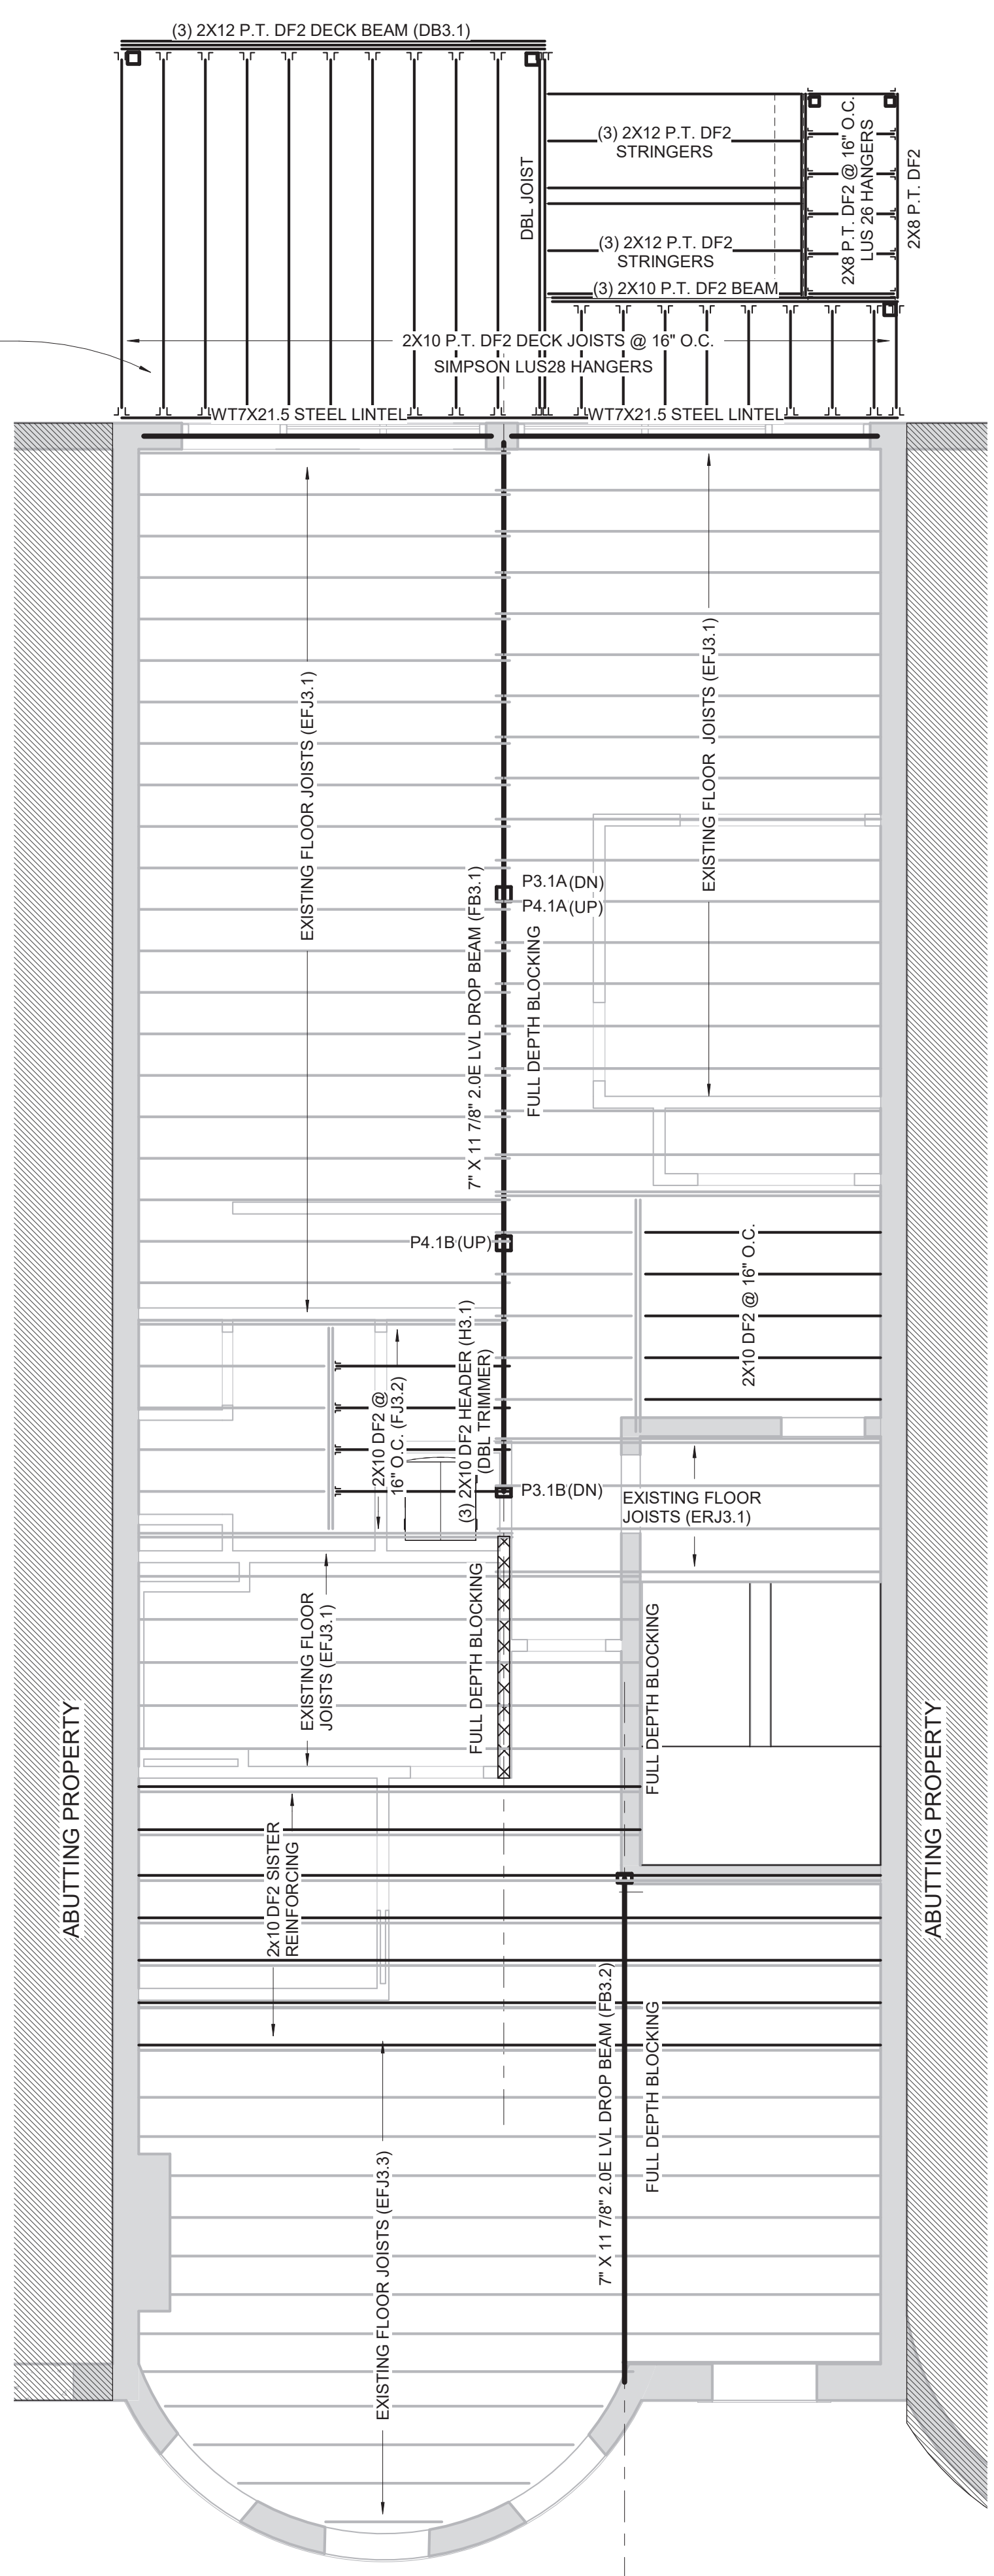 (3) 2X12 P.T. DF2 DECK BEAM (DB3.1)
DBL JOIST
(3) 2X12 P.T. DF2
STRINGERS
2X8 P.T. DF2 @ 16" O.C.
LUS 26 HANGERS
2X8 P.T. DF2
(3) 2X12 P.T. DF2
STRINGERS
(3) 2X10 P.T. DF2 BEAM
2X10 P.T. DF2 DECK JOISTS @ 16" O.C.
SIMPSON LUS28 HANGERS
WT7X21.5 STEEL LINTEL
WT7X21.5 STEEL LINTEL
EXISTING FLOOR JOISTS (EFJ3.1)
EXISTING FLOOR JOISTS (EFJ3.1)
7" X 11 7/8" 2.0E LVL DROP BEAM (FB3.1)
P3.1A (DN)
P4.1A (UP)
FULL DEPTH BLOCKING
P4.1B (UP)
2X10 DF2 @ 16" O.C.
2X10 DF2 @
16" O.C. (FJ3.2)
(3) 2X10 DF2 HEADER (H3.1)
(DBL TRIMMER)
P3.1B (DN)
EXISTING FLOOR
JOISTS (ERJ3.1)
EXISTING FLOOR
JOISTS (EFJ3.1)
FULL DEPTH BLOCKING
FULL DEPTH BLOCKING
ABUTTING PROPERTY
ABUTTING PROPERTY
2x10 DF2 SISTER
REINFORCING
7" X 11 7/8" 2.0E LVL DROP BEAM (FB3.2)
FULL DEPTH BLOCKING
EXISTING FLOOR JOISTS (EFJ3.3)